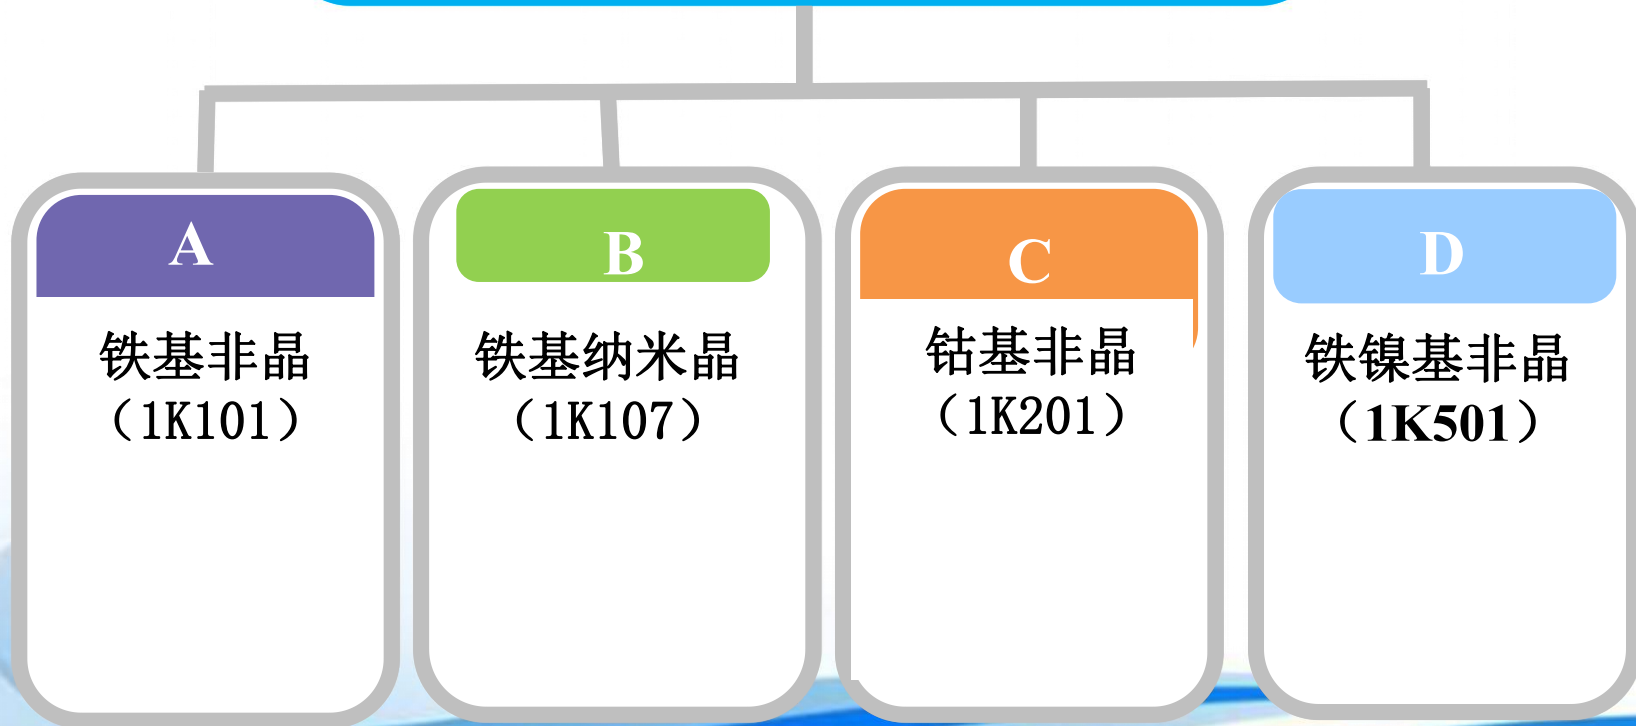 A
铁基非晶
（1K101）
B
铁基纳米晶
（1K107）
C
钴基非晶
（1K201）
D
铁镍基非晶
（1K501）